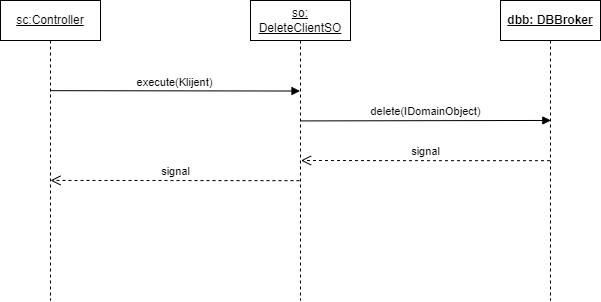 sc:Controller
so:
DeleteClientSO
dbb: DBBroker
execute(Klijent)
delete(IDomainObject)
signal
signal